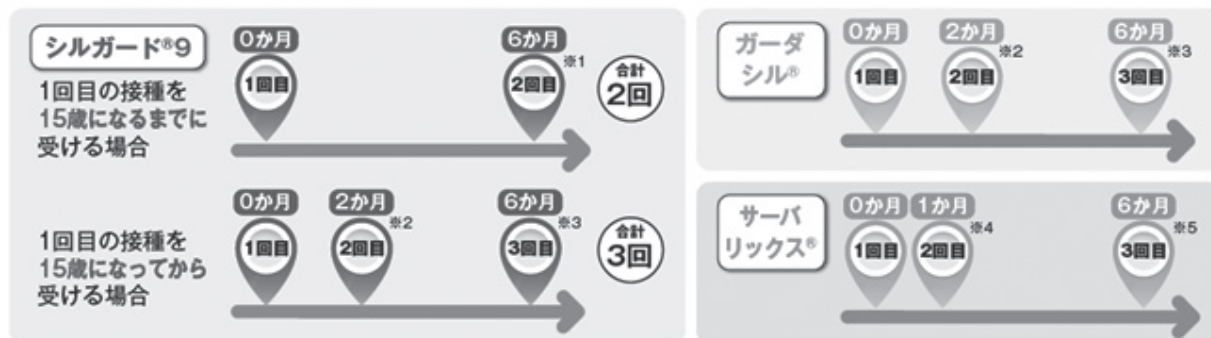 シルガード®9
1回目の接種を
15歳になるまでに
受ける場合
0か月 6か月
1回目 2回目 ※1
合計
2回
1回目の接種を
15歳になってから
受ける場合
0か月 2か月 6か月
1回目 2回目 ※2 3回目 ※3
合計
3回
ガーダ
シル®
0か月 2か月 6か月
1回目 2回目 ※2 3回目 ※3
サーバ
リックス®
0か月 1か月 6か月
1回目 2回目 ※4 3回目 ※5